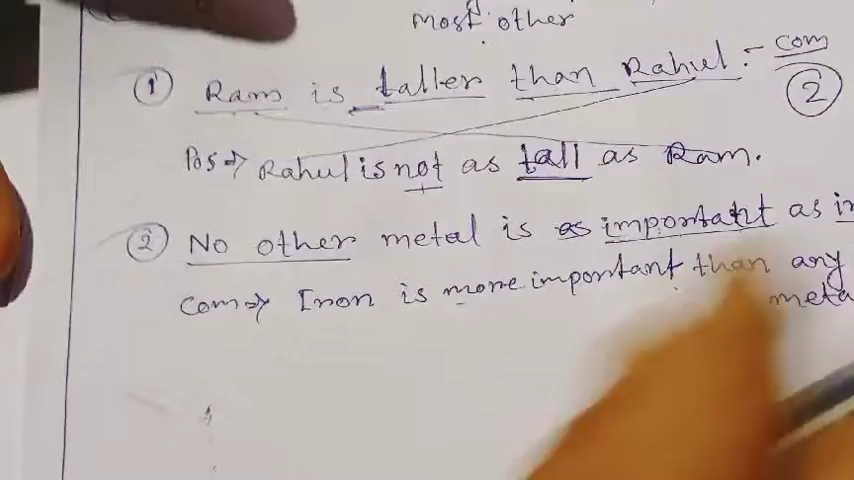 most other
① Ram is taller than Rahul :- com ②
Pos ⇒ Rahul is not as tall as Ram.
② No other metal is as important as
com ⇒ Iron is more important than any